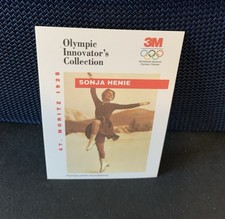 Olympic
Innovator's
Collection
3M
SONJA HENIE
ST. MORITZ 1928